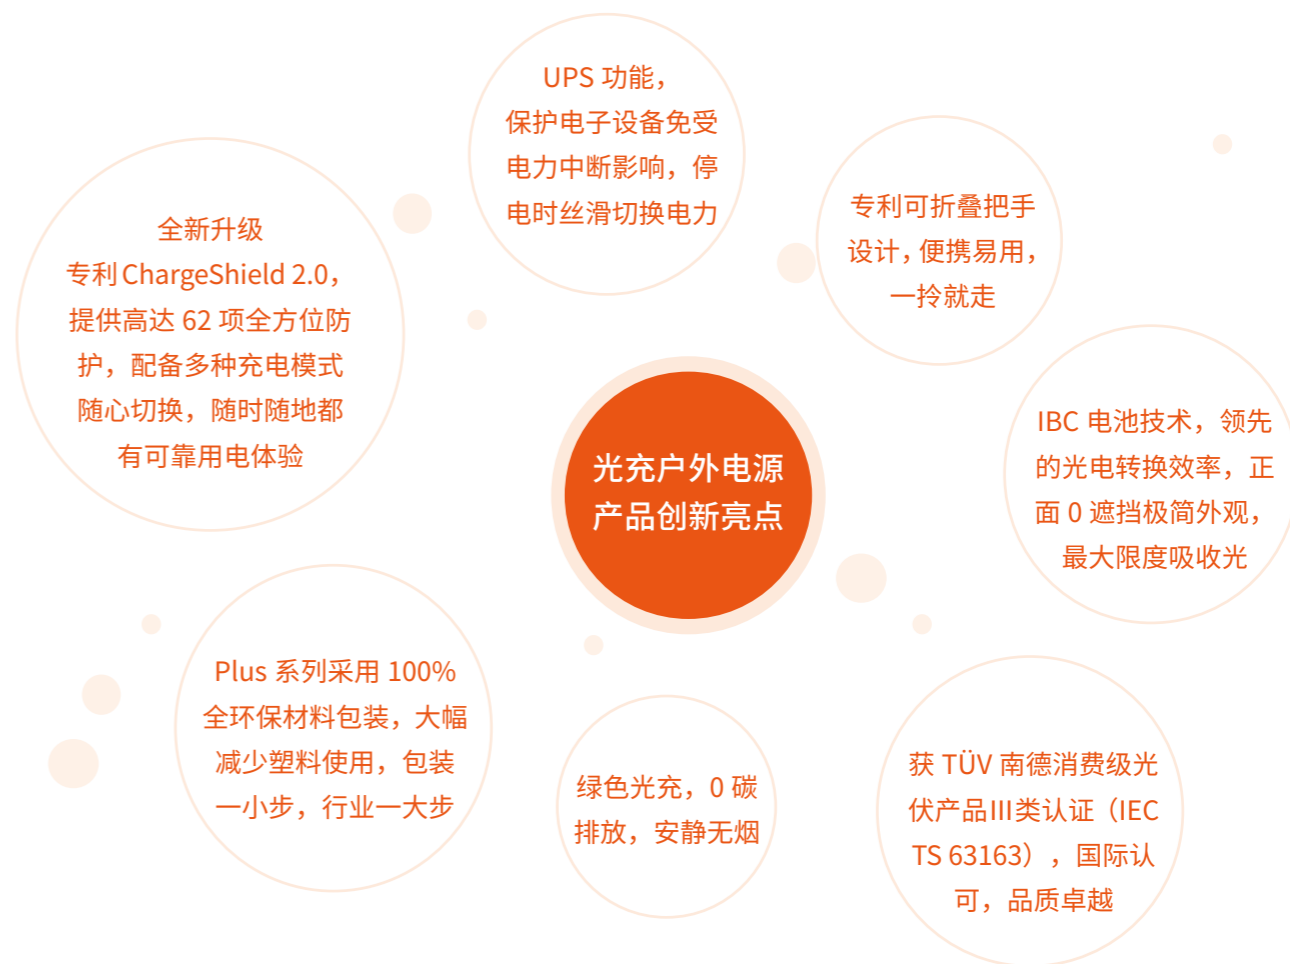 UPS 功能，
保护电子设备免受
电力中断影响，停
电时丝滑切换电力
专利可折叠把手
设计，便携易用，
一拎就走
全新升级
专利ChargeShield 2.0，
提供高达 62 项全方位防
护，配备多种充电模式
随心切换，随时随地都
有可靠用电体验
IBC 电池技术，领先
的光电转换效率，正
面 0 遮挡极简外观，
最大限度吸收光
光充户外电源
产品创新亮点
Plus 系列采用 100%
全环保材料包装，大幅
减少塑料使用，包装
一小步，行业一大步
绿色光充，0 碳
排放，安静无烟
获 TÜV 南德消费级光
伏产品III类认证（IEC
TS 63163），国际认
可，品质卓越